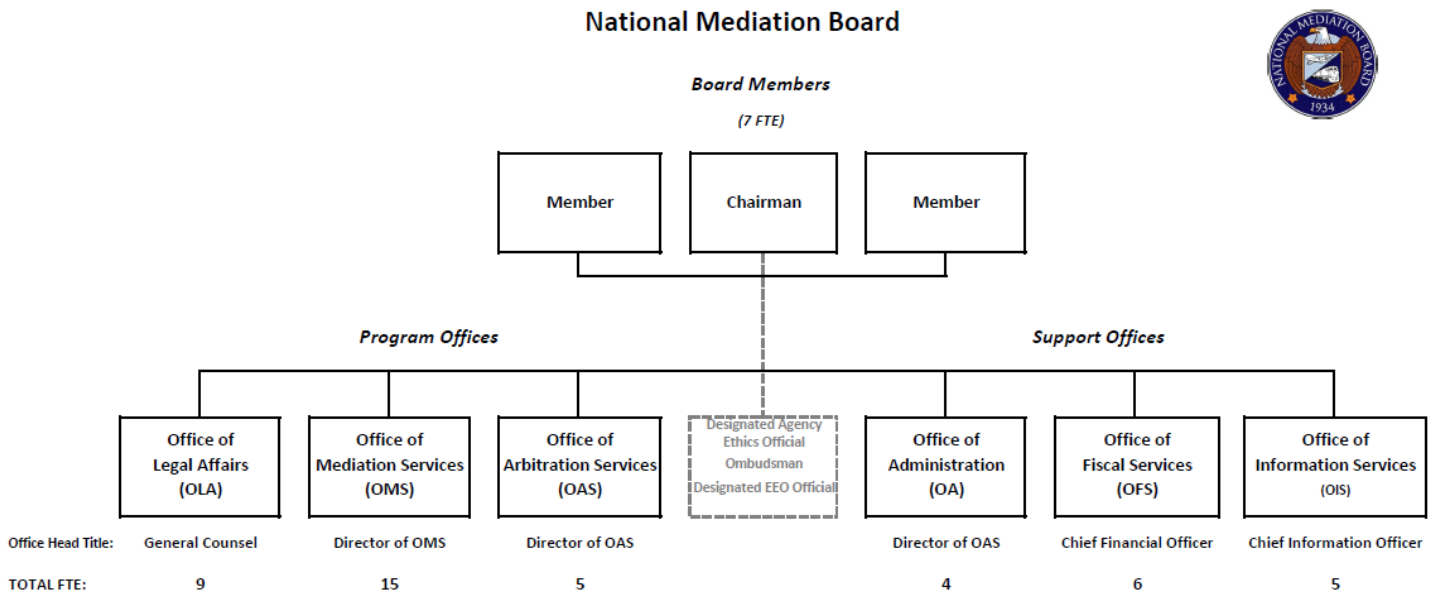 National Mediation Board
NATIONAL MEDIATION BOARD
1934
Board Members
(7 FTE)
Member
Chairman
Member
Program Offices
Support Offices
Office of
Legal Affairs
(OLA)
Office of
Mediation Services
(OMS)
Office of
Arbitration Services
(OAS)
Designated Agency
Ethics Official
Ombudsman
Designated EEO Official
Office of
Administration
(OA)
Office of
Fiscal Services
(OFS)
Office of
Information Services
(OIS)
Office Head Title: General Counsel Director of OMS Director of OAS Director of OAS Chief Financial Officer Chief Information Officer
TOTAL FTE: 9 15 5 4 6 5